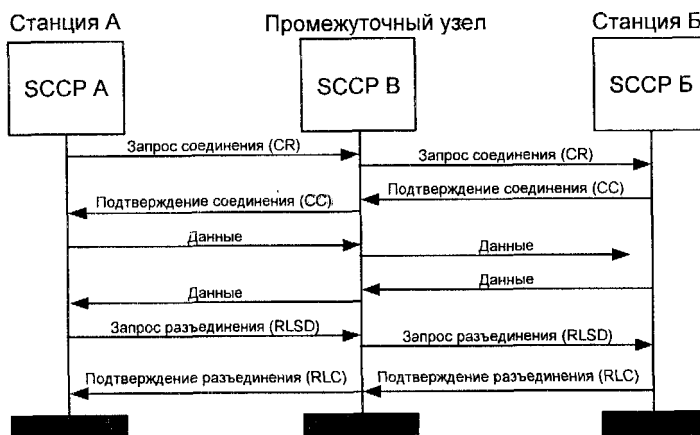 Станция А
Промежуточный узел
Станция Б
SCCP А
SCCP В
SCCP Б
Запрос соединения (CR)
Запрос соединения (CR)
Подтверждение соединения (CC)
Подтверждение соединения (CC)
Данные
Данные
Данные
Данные
Запрос разъединения (RLSD)
Запрос разъединения (RLSD)
Подтверждение разъединения (RLC)
Подтверждение разъединения (RLC)